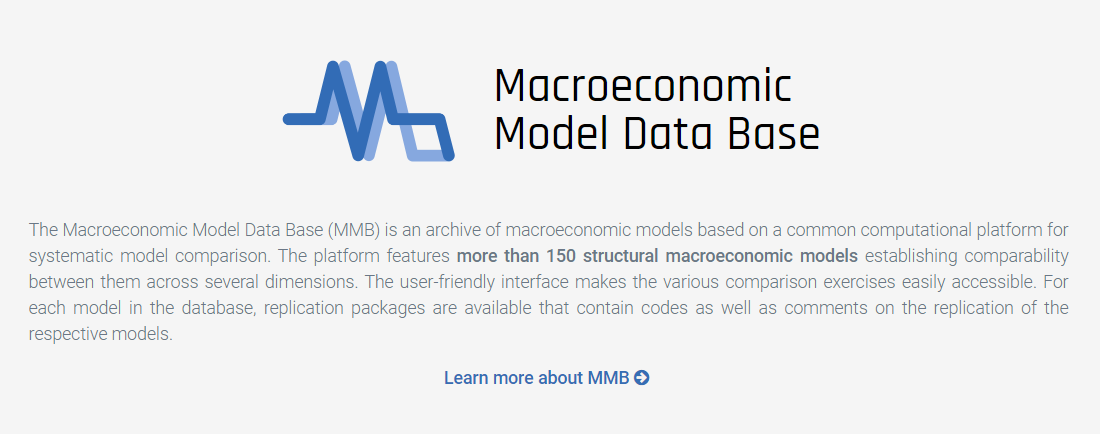 Macroeconomic
Model Data Base
The Macroeconomic Model Data Base (MMB) is an archive of macroeconomic models based on a common computational platform for
systematic model comparison. The platform features more than 150 structural macroeconomic models establishing comparability
between them across several dimensions. The user-friendly interface makes the various comparison exercises easily accessible. For
each model in the database, replication packages are available that contain codes as well as comments on the replication of the
respective models.
Learn more about MMB